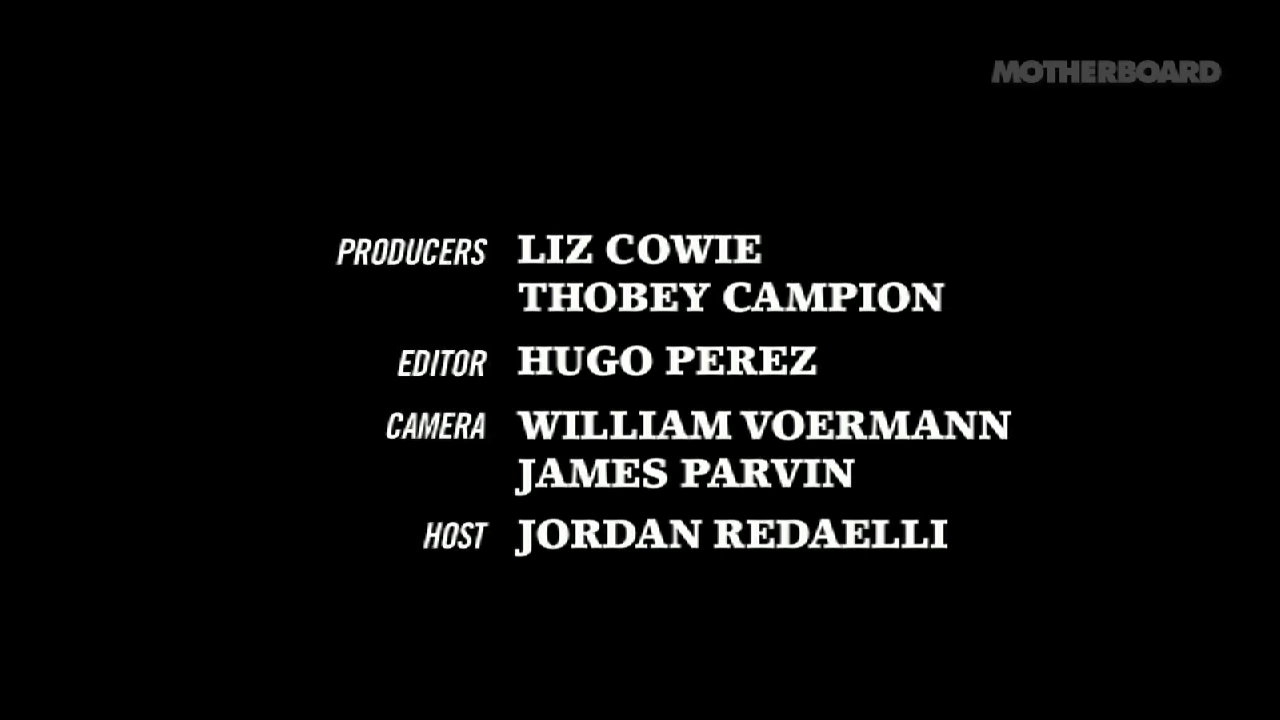 MOTHERBOARD
PRODUCERS LIZ COWIE
THOBEY CAMPION
EDITOR HUGO PEREZ
CAMERA WILLIAM VOERMANN
JAMES PARVIN
HOST JORDAN REDAELLI